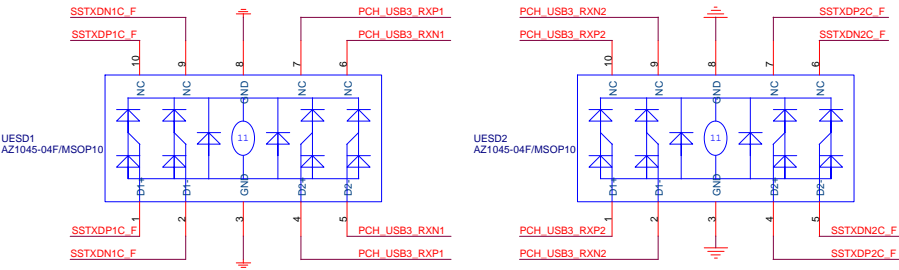 SSTXDN1C_F PCH_USB3_RXP1 PCH_USB3_RXN2 SSTXDP2C_F
SSTXDP1C_F PCH_USB3_RXN1 PCH_USB3_RXP2 SSTXDN2C_F
10 9 8 7 6 10 9 8 7 6
NC NC GND NC NC NC NC GND NC NC
UESD1 11 UESD2 11
AZ1045-04F/MSOP10 AZ1045-04F/MSOP10
D1+ D1- GND D2+ D2- D1+ D1- GND D2+ D2-
1 2 3 4 5 1 2 3 4 5
SSTXDP1C_F PCH_USB3_RXN1 PCH_USB3_RXP2 SSTXDN2C_F
SSTXDN1C_F PCH_USB3_RXP1 PCH_USB3_RXN2 SSTXDP2C_F